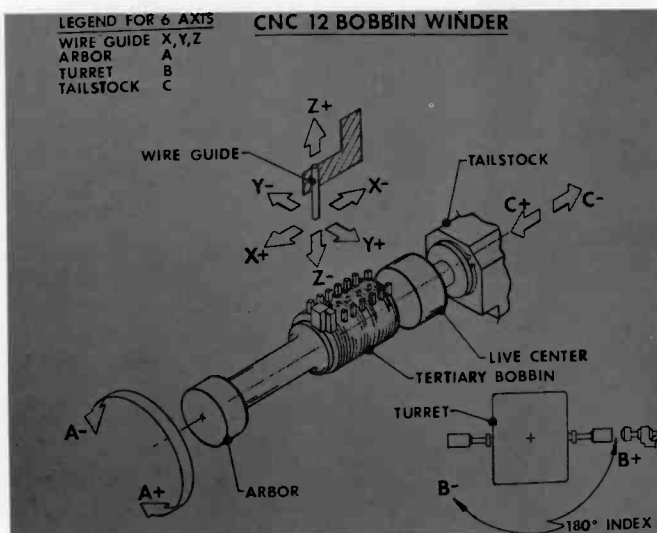 LEGEND FOR 6 AXIS
CNC 12 BOBBIN WINDER
WIRE GUIDE X,Y,Z
ARBOR A
TURRET B
TAILSTOCK C
Z+
WIRE GUIDE
TAILSTOCK
Y-
X-
C+
C-
X+
Y+
Z-
LIVE CENTER
TERTIARY BOBBIN
TURRET
A-
B+
A+
ARBOR
B-
180° INDEX